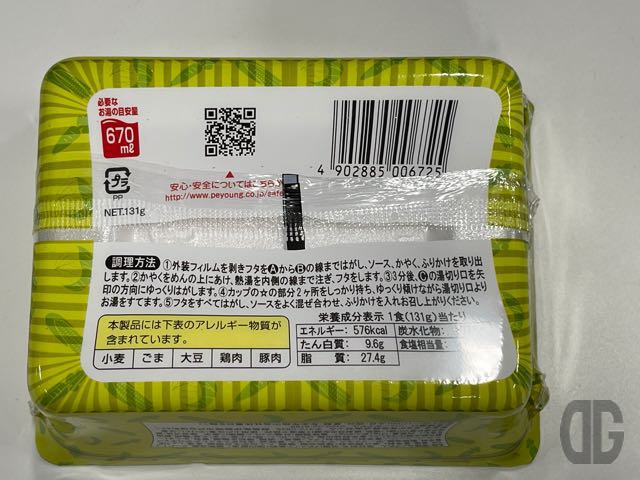 必要な
お湯の目安量
670
mℓ
プラ
PP
NET.131g
4 902885 006725
安心・安全についてはこちら
http://www.peyoung.co.jp/safe
調理方法 ①外装フィルムを剥きフタをAからBの線まではがし、ソース、かやく、ふりかけを取り出
します。②かやくをめんの上にあけ、熱湯を内側の線まで注ぎ、フタをします。③3分後、Cの湯切り口を矢
印の方向にゆっくりはがします。④カップの☆の部分2ヶ所をしっかり持ち、ゆっくり傾けながら湯切り口より
お湯をすてます。⑤フタをすべてはがし、ソースをよく混ぜ合わせ、ふりかけを入れお召し上がりください。
本製品には下表のアレルギー物質が
含まれています。
小麦 ごま 大豆 鶏肉 豚肉
栄養成分表示 1食(131g)当たり
エネルギー: 576kcal 炭水化物:
たん白質: 9.6g 食塩相当量:
脂質: 27.4g
DG